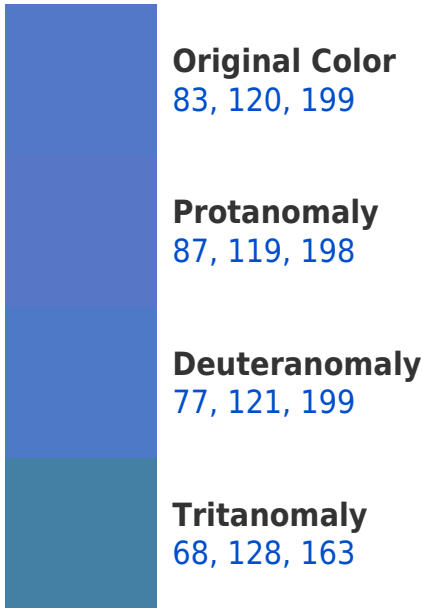 Original Color
83, 120, 199
Protanomaly
87, 119, 198
Deuteranomaly
77, 121, 199
Tritanomaly
68, 128, 163